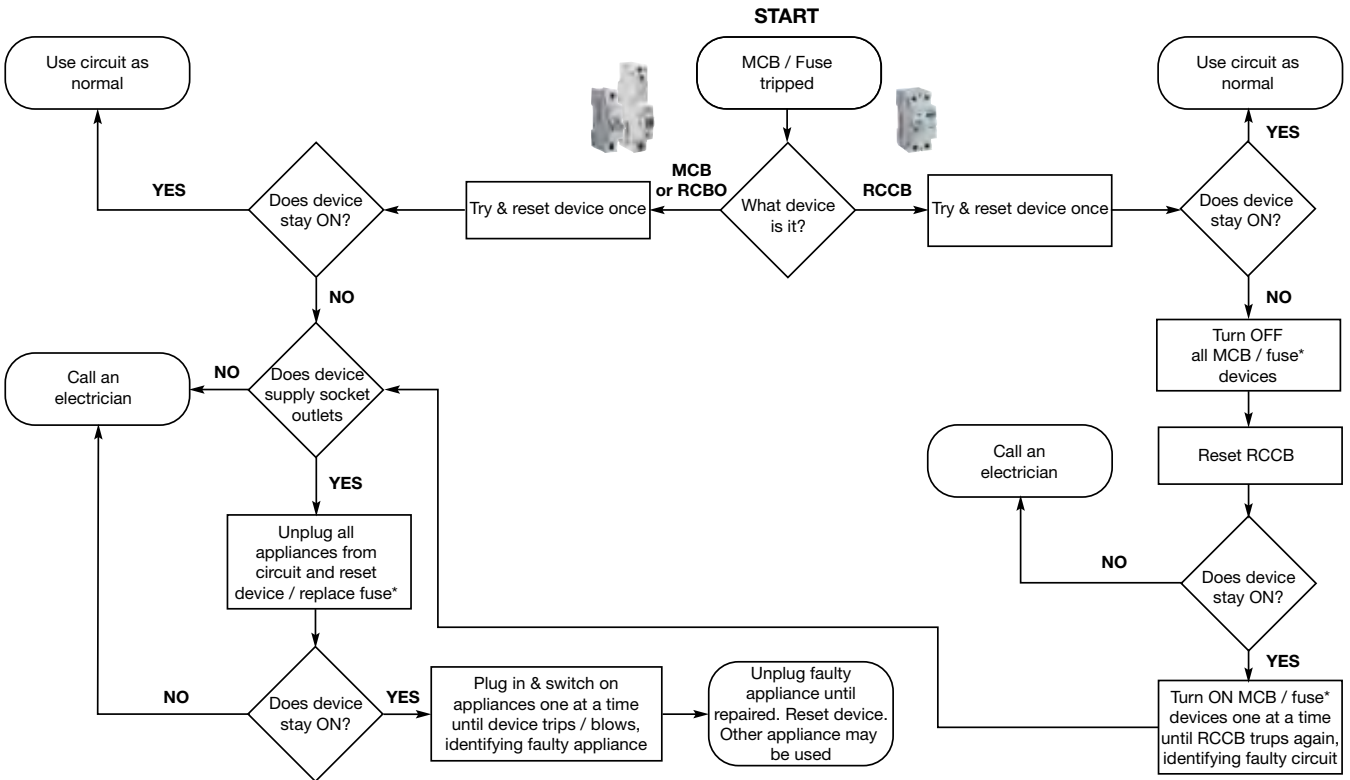 START
MCB / Fuse
tripped
What device
is it?
MCB
or RCBO
Try & reset device once
Does device
stay ON?
YES
Use circuit as
normal
NO
Does device
supply socket
outlets
NO
Call an
electrician
YES
Unplug all
appliances from
circuit and reset
device / replace fuse*
Does device
stay ON?
NO
YES
Plug in & switch on
appliances one at a time
until device trips / blows,
identifying faulty appliance
Unplug faulty
appliance until
repaired. Reset device.
Other appliance may
be used
RCCB
Try & reset device once
Does device
stay ON?
YES
Use circuit as
normal
NO
Turn OFF
all MCB / fuse*
devices
Reset RCCB
Does device
stay ON?
NO
Call an
electrician
YES
Turn ON MCB / fuse*
devices one at a time
until RCCB trups again,
identifying faulty circuit